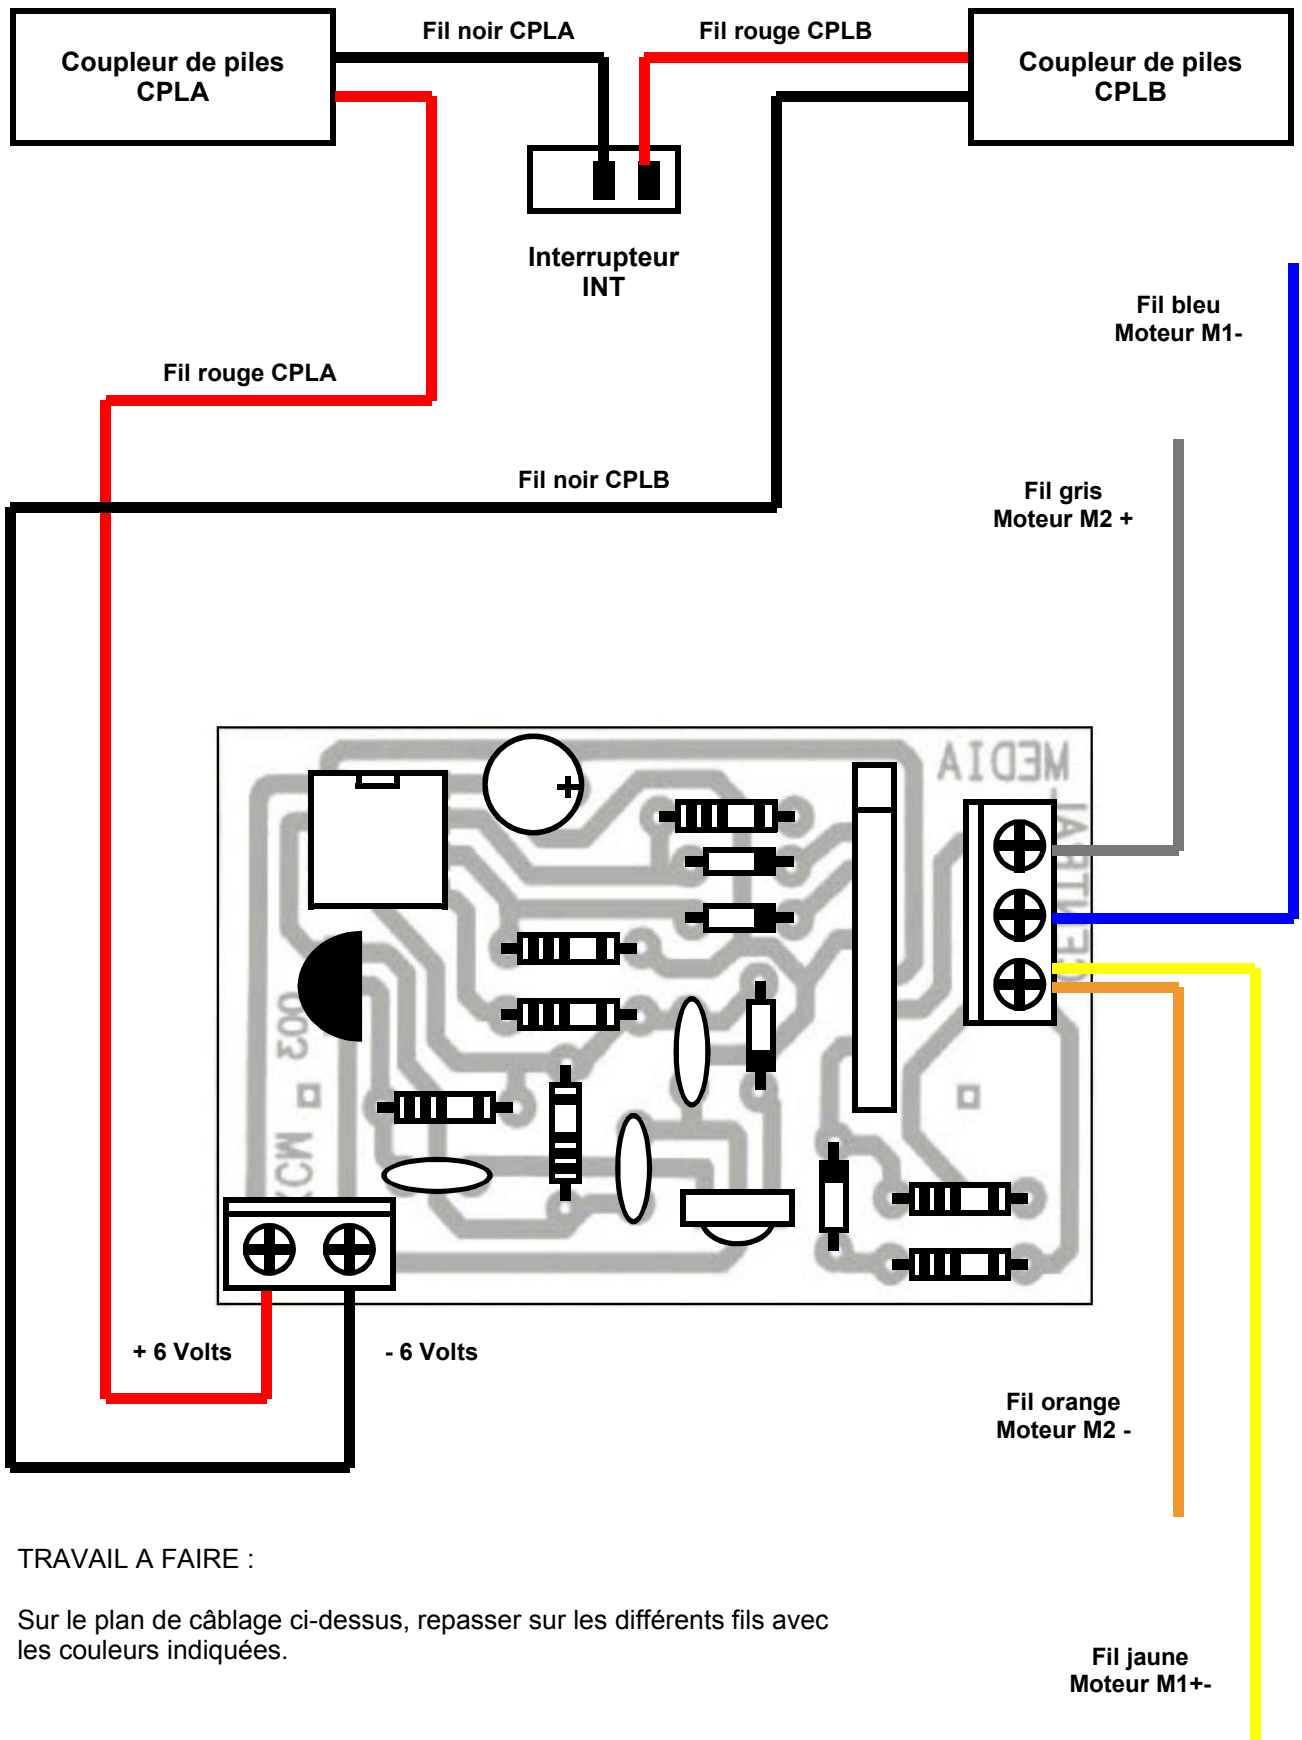 Fil noir CPLA
Fil rouge CPLB
Coupleur de piles
CPLA
Coupleur de piles
CPLB
Interrupteur
INT
Fil bleu
Moteur M1-
Fil rouge CPLA
Fil noir CPLB
Fil gris
Moteur M2 +
MEDIA
003
+ 6 Volts
- 6 Volts
Fil orange
Moteur M2 -
TRAVAIL A FAIRE :
Sur le plan de câblage ci-dessus, repasser sur les différents fils avec
les couleurs indiquées.
Fil jaune
Moteur M1+-